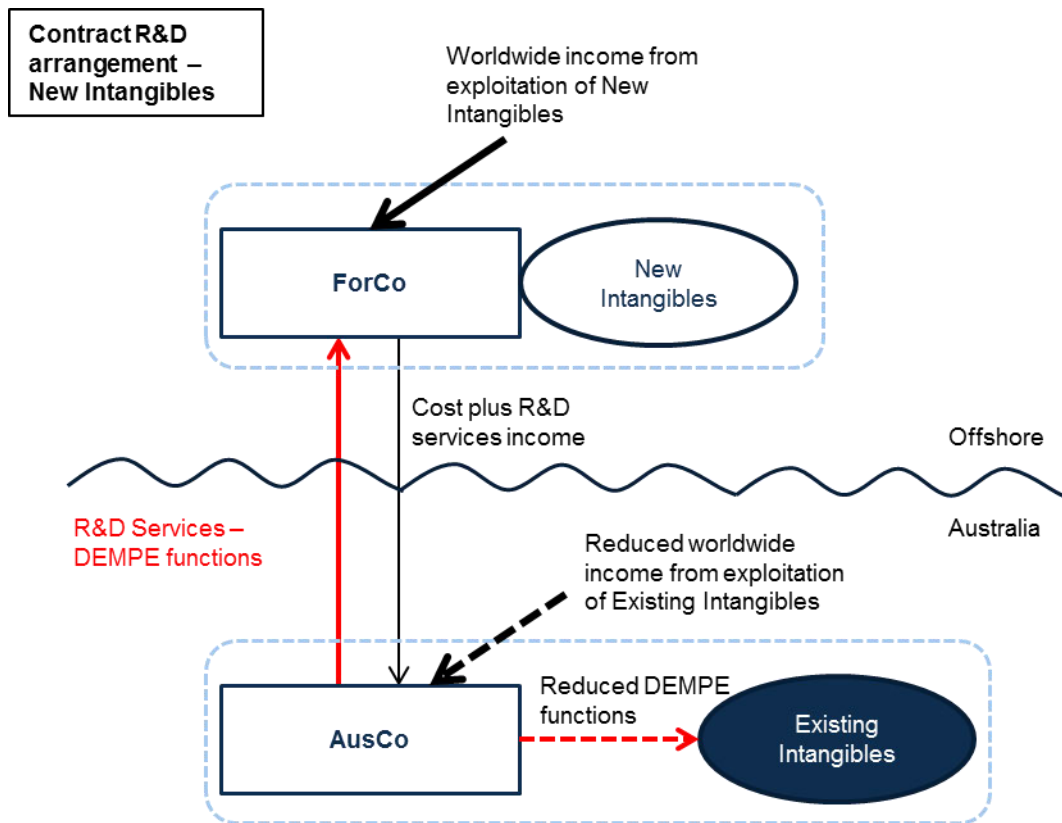 Contract R&D
arrangement –
New Intangibles
Worldwide income from
exploitation of New
Intangibles
ForCo
New
Intangibles
Cost plus R&D
services income
Offshore
R&D Services –
DEMPE functions
Australia
Reduced worldwide
income from exploitation
of Existing Intangibles
Reduced DEMPE
functions
AusCo
Existing
Intangibles